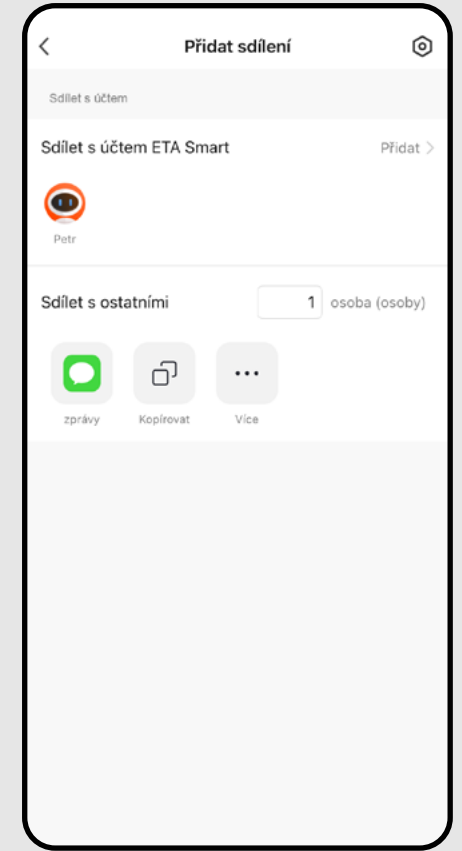 Přidat sdílení
Sdílet s účtem
Sdílet s účtem ETA Smart Přidat
Petr
Sdílet s ostatními 1 osoba (osoby)
zprávy Kopírovat Více